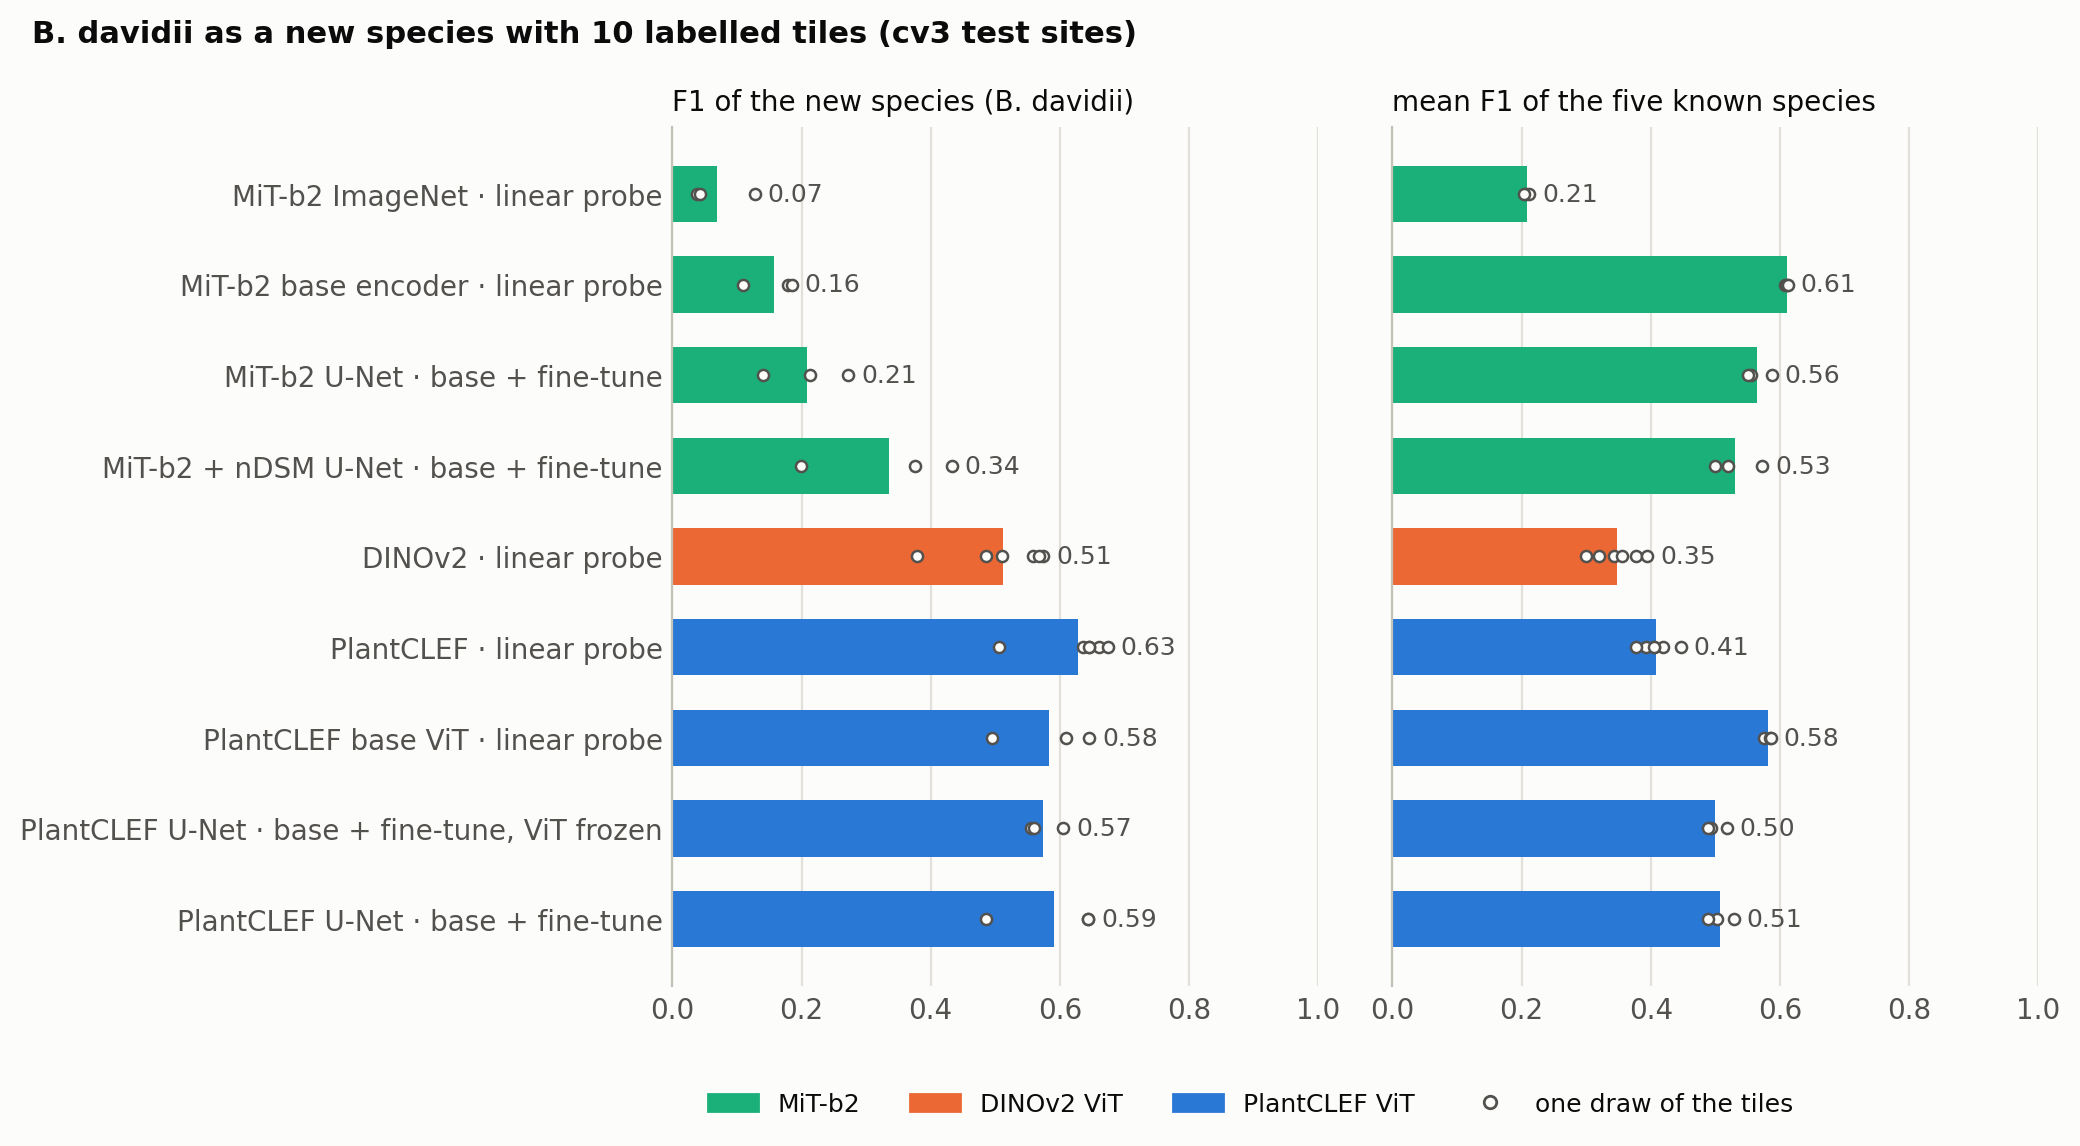 B. davidii as a new species with 10 labelled tiles (cv3 test sites)
F1 of the new species (B. davidii)
mean F1 of the five known species
MiT-b2 ImageNet · linear probe
0.07
0.21
MiT-b2 base encoder · linear probe
0.16
0.61
MiT-b2 U-Net · base + fine-tune
0.21
0.56
MiT-b2 + nDSM U-Net · base + fine-tune
0.34
0.53
DINOv2 · linear probe
0.51
0.35
PlantCLEF · linear probe
0.63
0.41
PlantCLEF base ViT · linear probe
0.58
0.58
PlantCLEF U-Net · base + fine-tune, ViT frozen
0.57
0.50
PlantCLEF U-Net · base + fine-tune
0.59
0.51
0.0 0.2 0.4 0.6 0.8 1.0
0.0 0.2 0.4 0.6 0.8 1.0
MiT-b2
DINOv2 ViT
PlantCLEF ViT
one draw of the tiles